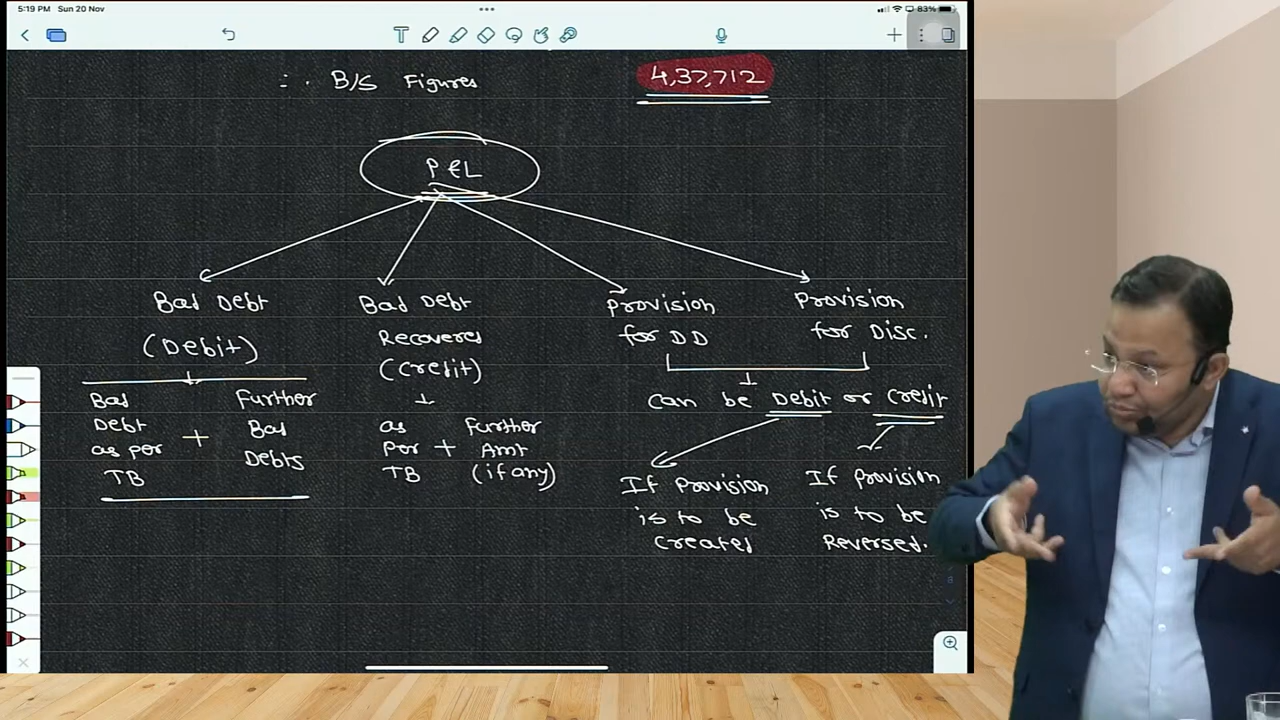 5:19 PM Sun 20 Nov
83%
∴ B/S Figures 4,37,712
P&L
Bad Debt
(Debit)
Bad Debt as per TB + Further Bad Debts
Bad Debt
Recovered
(Credit)
as per TB + Further Amt (if any)
Provision
for DD
Provision
for Disc.
can be Debit or Credit
If Provision
is to be
Created
If Provision
is to be
Reversed.